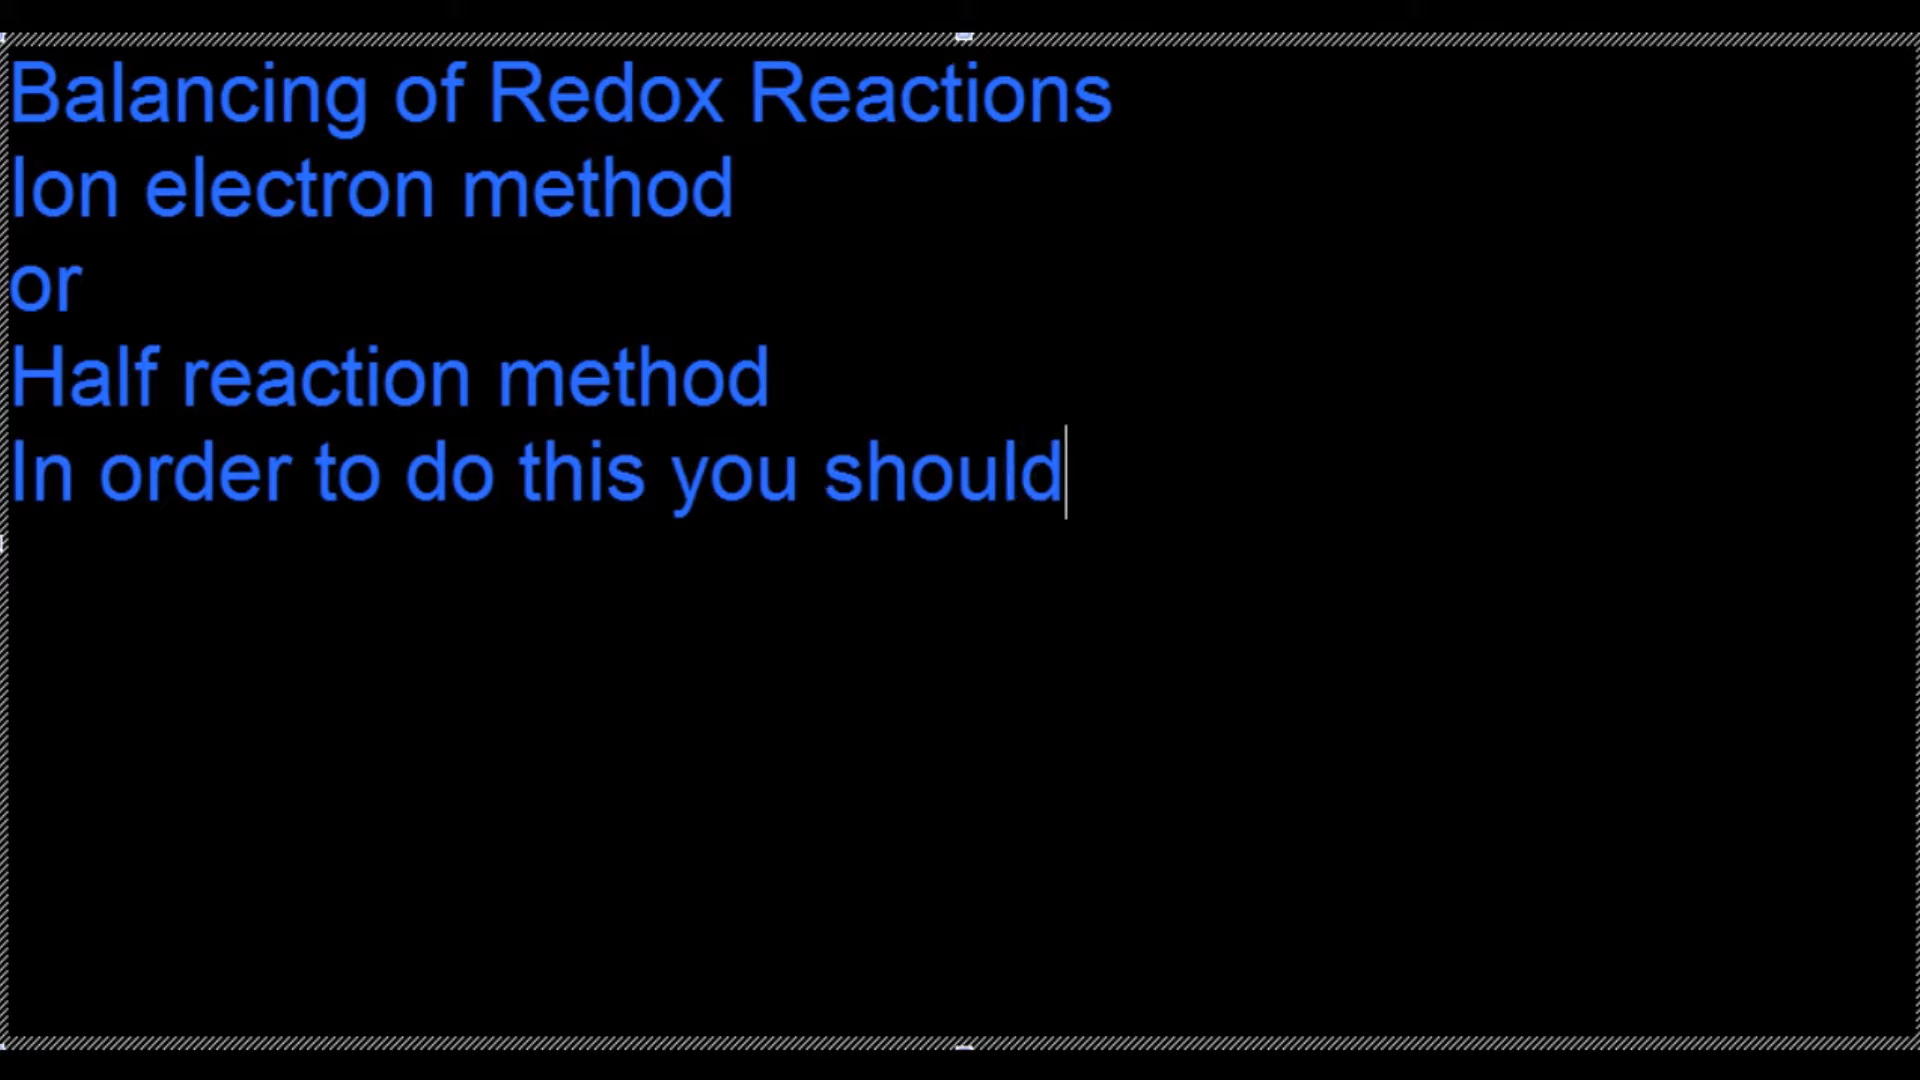 Balancing of Redox Reactions
Ion electron method
or
Half reaction method
In order to do this you should